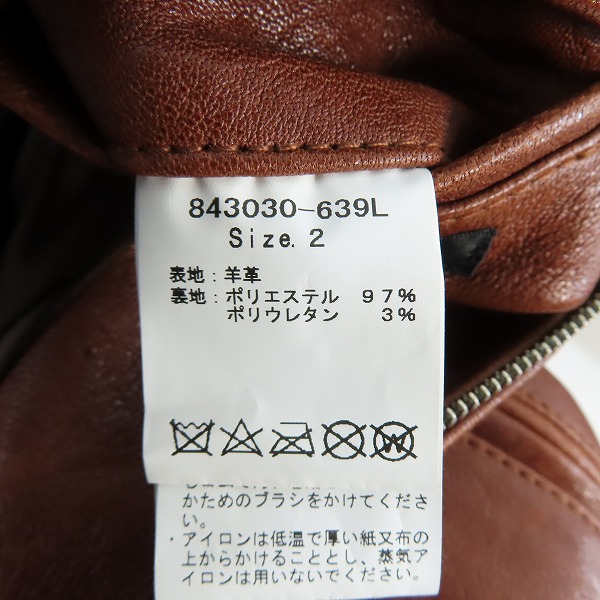 843030-639L
Size. 2
表地：羊革
裏地：ポリエステル 97%
ポリウレタン 3%
W
かためのブラシをかけてくださ
い。
・アイロンは低温で厚い紙又布の
上からかけることとし、蒸気ア
イロンは用いないでください。